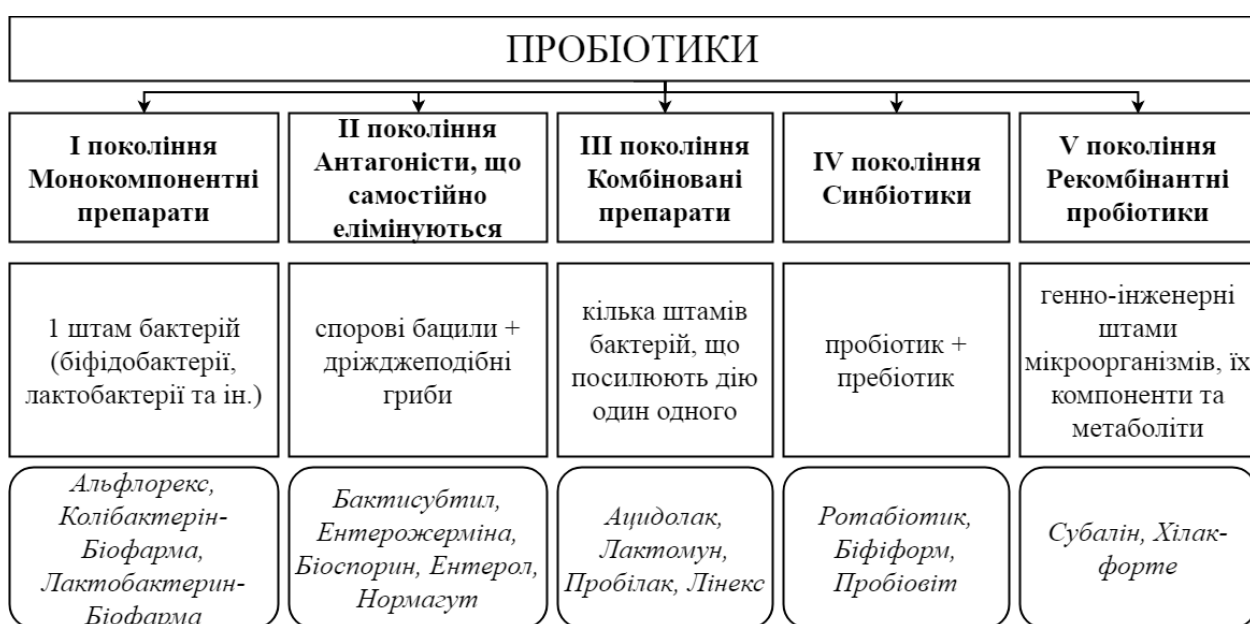 ПРОБІОТИКИ
I покоління
Монокомпонентні
препарати
II покоління
Антагоністи, що
самостійно
елімінуються
III покоління
Комбіновані
препарати
IV покоління
Синбіотики
V покоління
Рекомбінантні
пробіотики
1 штам бактерій
(біфідобактерії,
лактобактерії та ін.)
спорові бацили +
дріжджеподібні
гриби
кілька штамів
бактерій, що
посилюють дію
один одного
пробіотик +
пребіотик
генно-інженерні
штами
мікроорганізмів, їх
компоненти та
метаболіти
Альфлорекс,
Колібактерін-
Біофарма,
Лактобактерин-
Біофарма
Бактисубтил,
Ентерожерміна,
Біоспорин, Ентерол,
Нормагут
Ацидолак,
Лактомун,
Пробілак, Лінекс
Ротабіотик,
Біфіформ,
Пробіовіт
Субалін, Хілак-
форте